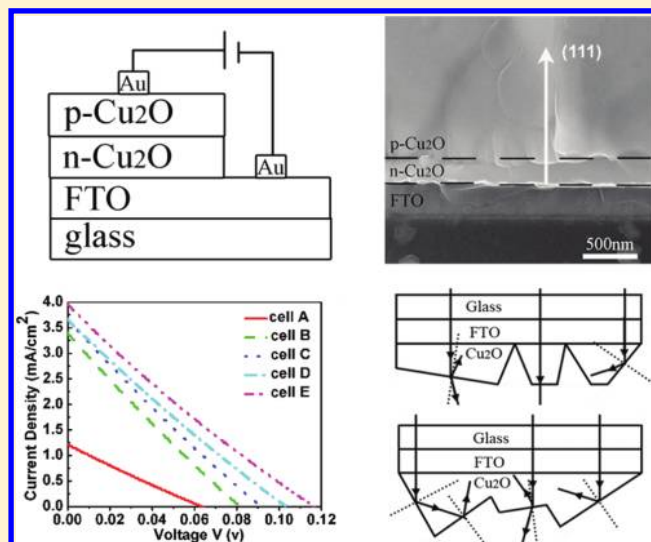 Au
p-Cu2O
n-Cu2O
Au
FTO
glass
(111)
p-Cu2O
n-Cu2O
FTO
500nm
Current Density (mA/cm2)
4.0
3.5
3.0
2.5
2.0
1.5
1.0
0.5
0.0
cell A
cell B
cell C
cell D
cell E
0.00 0.02 0.04 0.06 0.08 0.10 0.12
Voltage V (v)
Glass
FTO
Cu2O
Glass
FTO
Cu2O